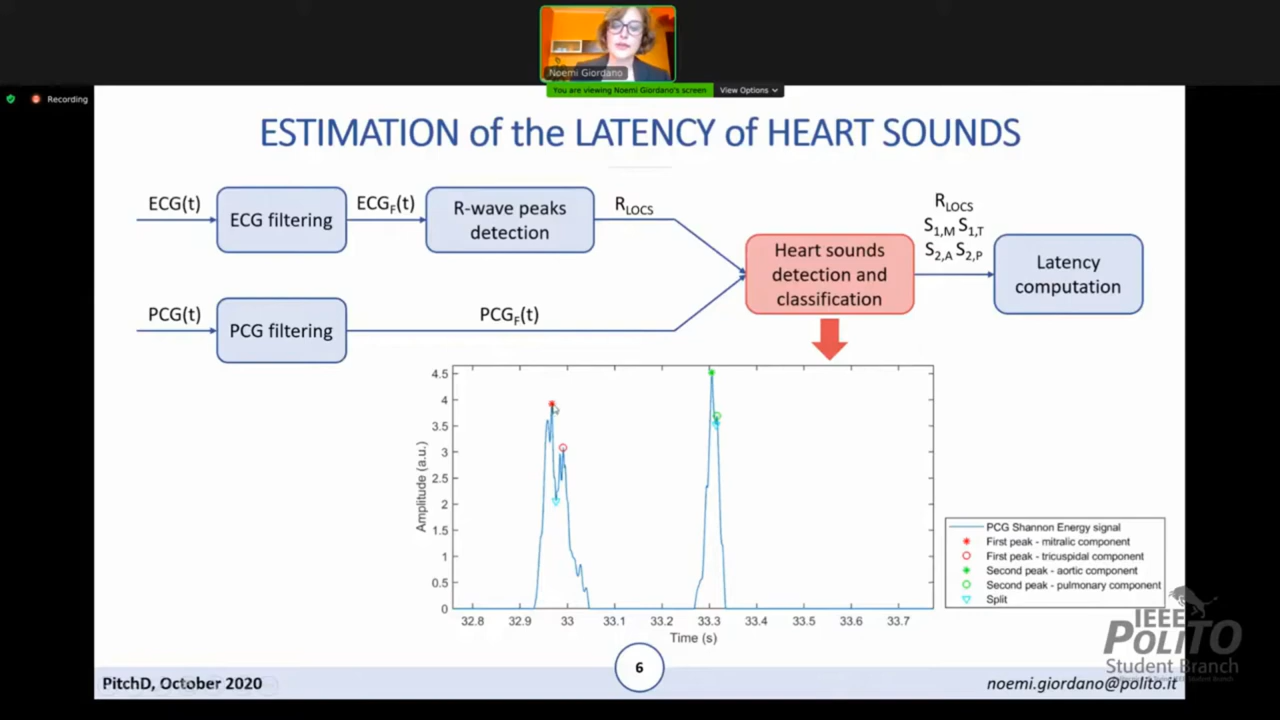 Noemi Giordano
You are viewing Noemi Giordano's screen
View Options
Recording
ESTIMATION of the LATENCY of HEART SOUNDS
ECG(t)
ECG filtering
ECG_F(t)
R-wave peaks
detection
R_LOCS
PCG(t)
PCG filtering
PCG_F(t)
Heart sounds
detection and
classification
R_LOCS
S_1,M S_1,T
S_2,A S_2,P
Latency
computation
Amplitude (a.u.)
4.5
4
3.5
3
2.5
2
1.5
1
0.5
0
32.8 32.9 33 33.1 33.2 33.3 33.4 33.5 33.6 33.7
Time (s)
PCG Shannon Energy signal
First peak - mitralic component
First peak - tricuspidal component
Second peak - aortic component
Second peak - pulmonary component
Split
IEEE
POLITO
Student Branch
PitchD, October 2020
6
noemi.giordano@polito.it